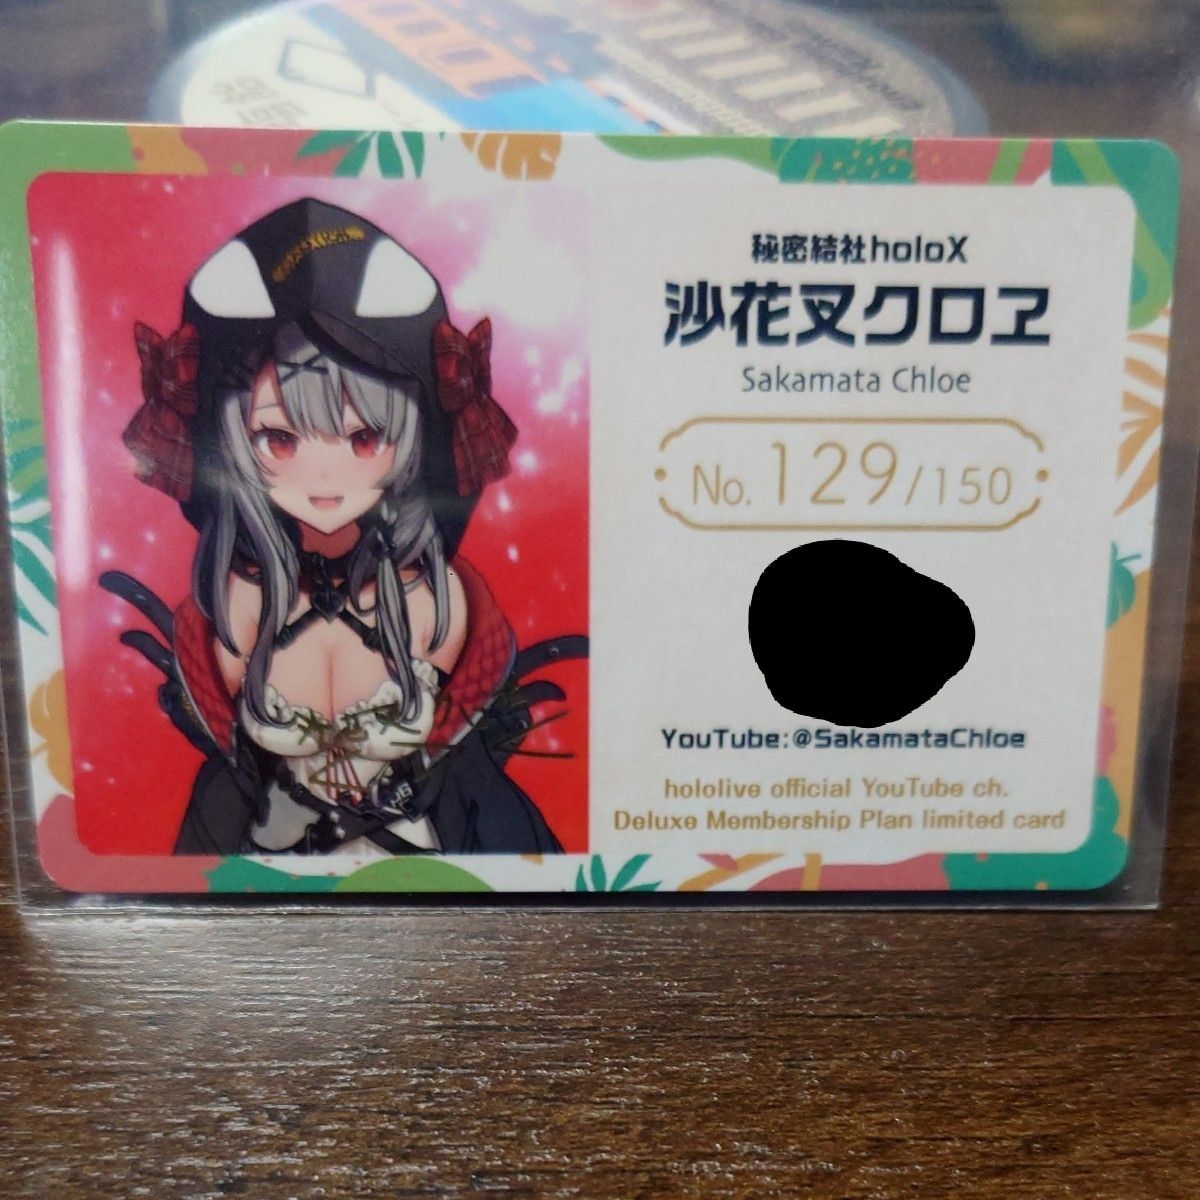 秘密結社holoX
沙花叉クロヱ
Sakamata Chloe
No.129/150
YouTube:@SakamataChloe
hololive official YouTube ch.
Deluxe Membership Plan limited card